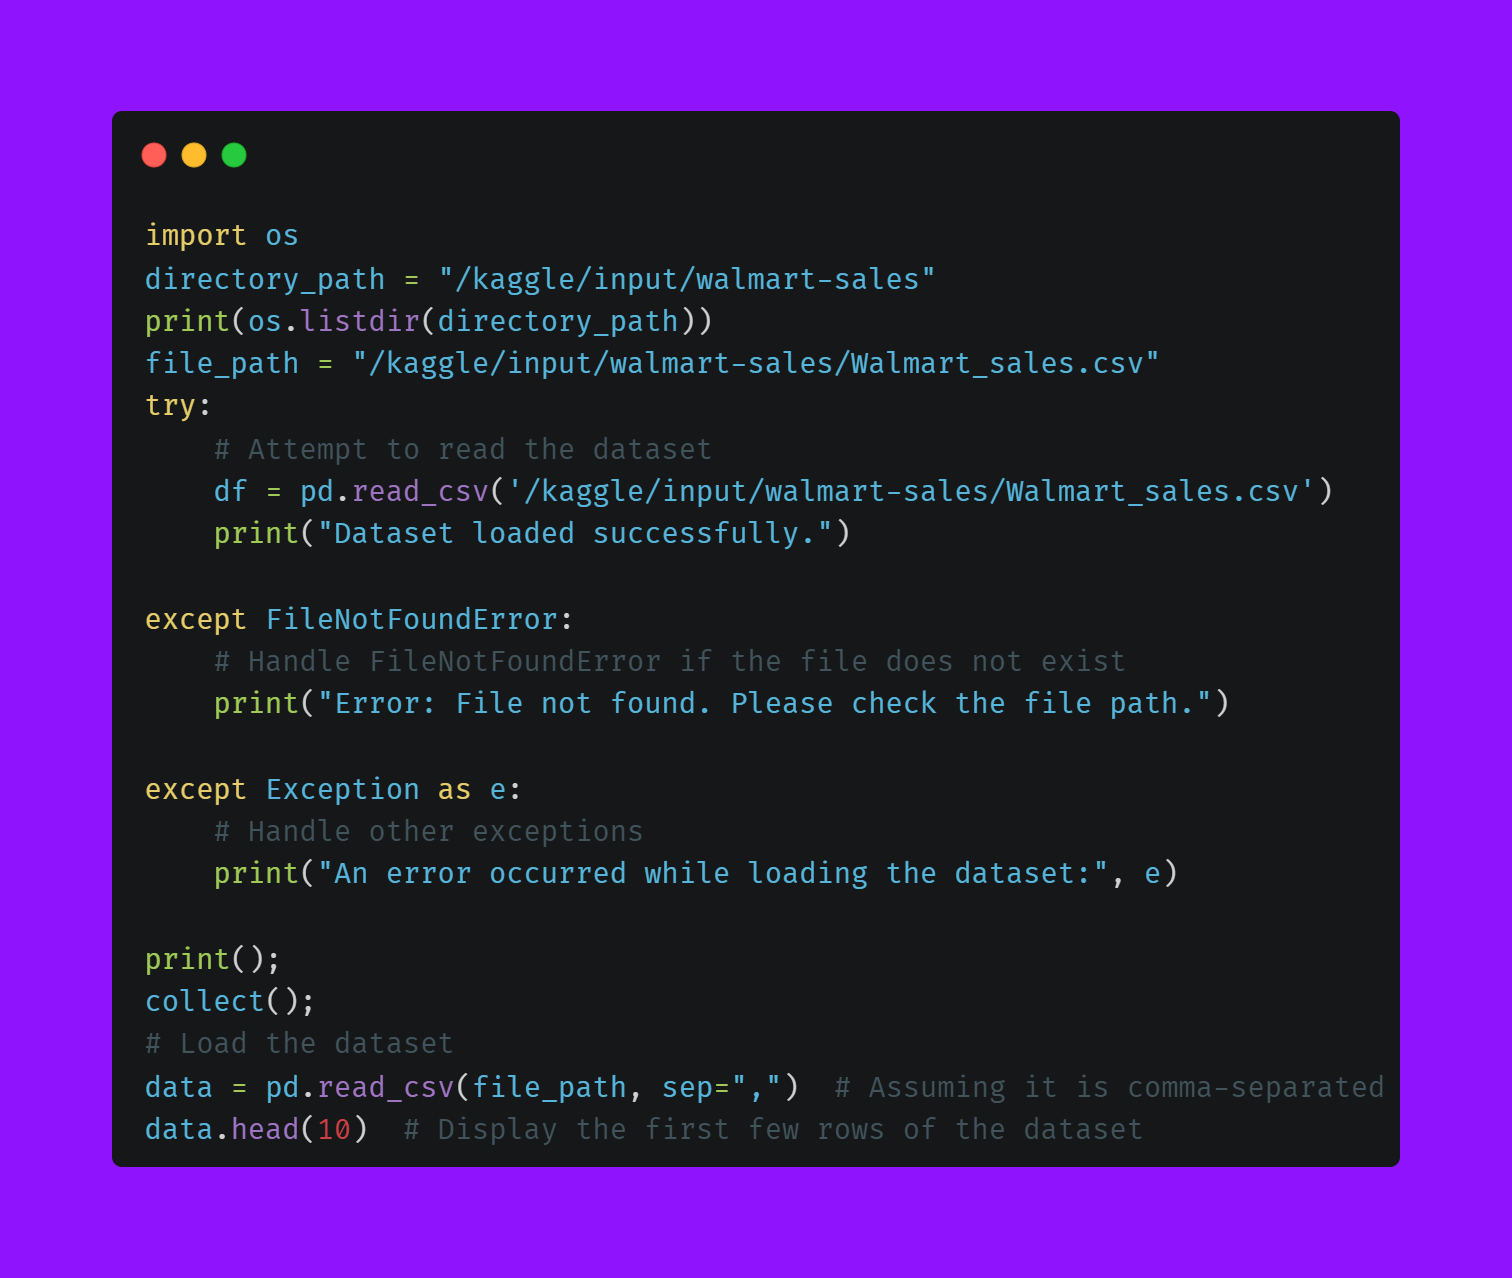 import os
directory_path = "/kaggle/input/walmart-sales"
print(os.listdir(directory_path))
file_path = "/kaggle/input/walmart-sales/Walmart_sales.csv"
try:
    # Attempt to read the dataset
    df = pd.read_csv('/kaggle/input/walmart-sales/Walmart_sales.csv')
    print("Dataset loaded successfully.")

except FileNotFoundError:
    # Handle FileNotFoundError if the file does not exist
    print("Error: File not found. Please check the file path.")

except Exception as e:
    # Handle other exceptions
    print("An error occurred while loading the dataset:", e)

print();
collect();
# Load the dataset
data = pd.read_csv(file_path, sep=",")  # Assuming it is comma-separated
data.head(10)  # Display the first few rows of the dataset